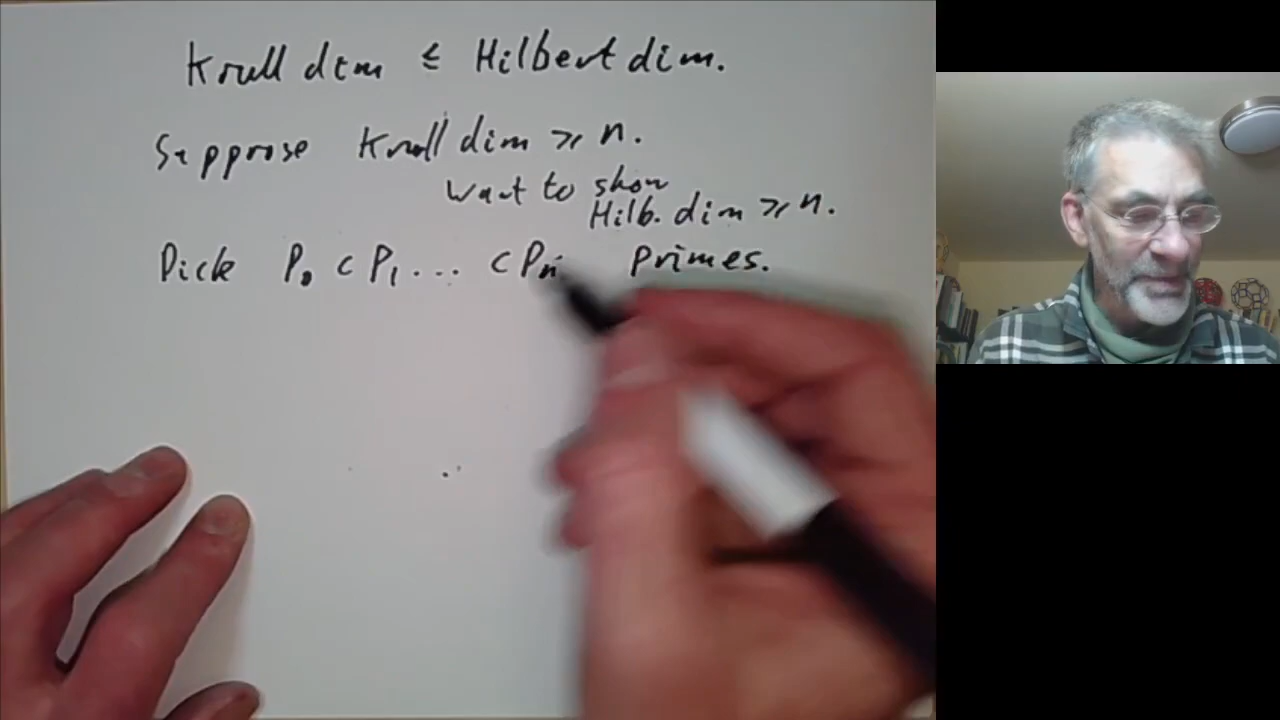 Krull dim ≤ Hilbert dim.
Suppose Krull dim ≥ n.
want to show
Hilb. dim ≥ n.
Pick P₀ ⊂ P₁ ... ⊂ Pₙ primes.